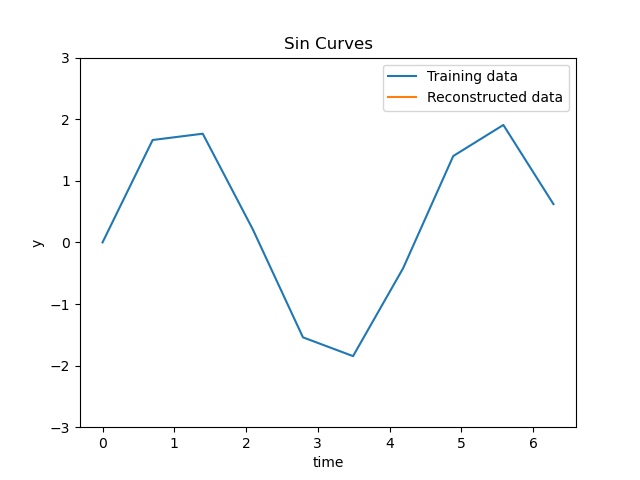 Sin Curves
Training data
Reconstructed data
3
2
1
0
−1
−2
−3
y
0 1 2 3 4 5 6
time